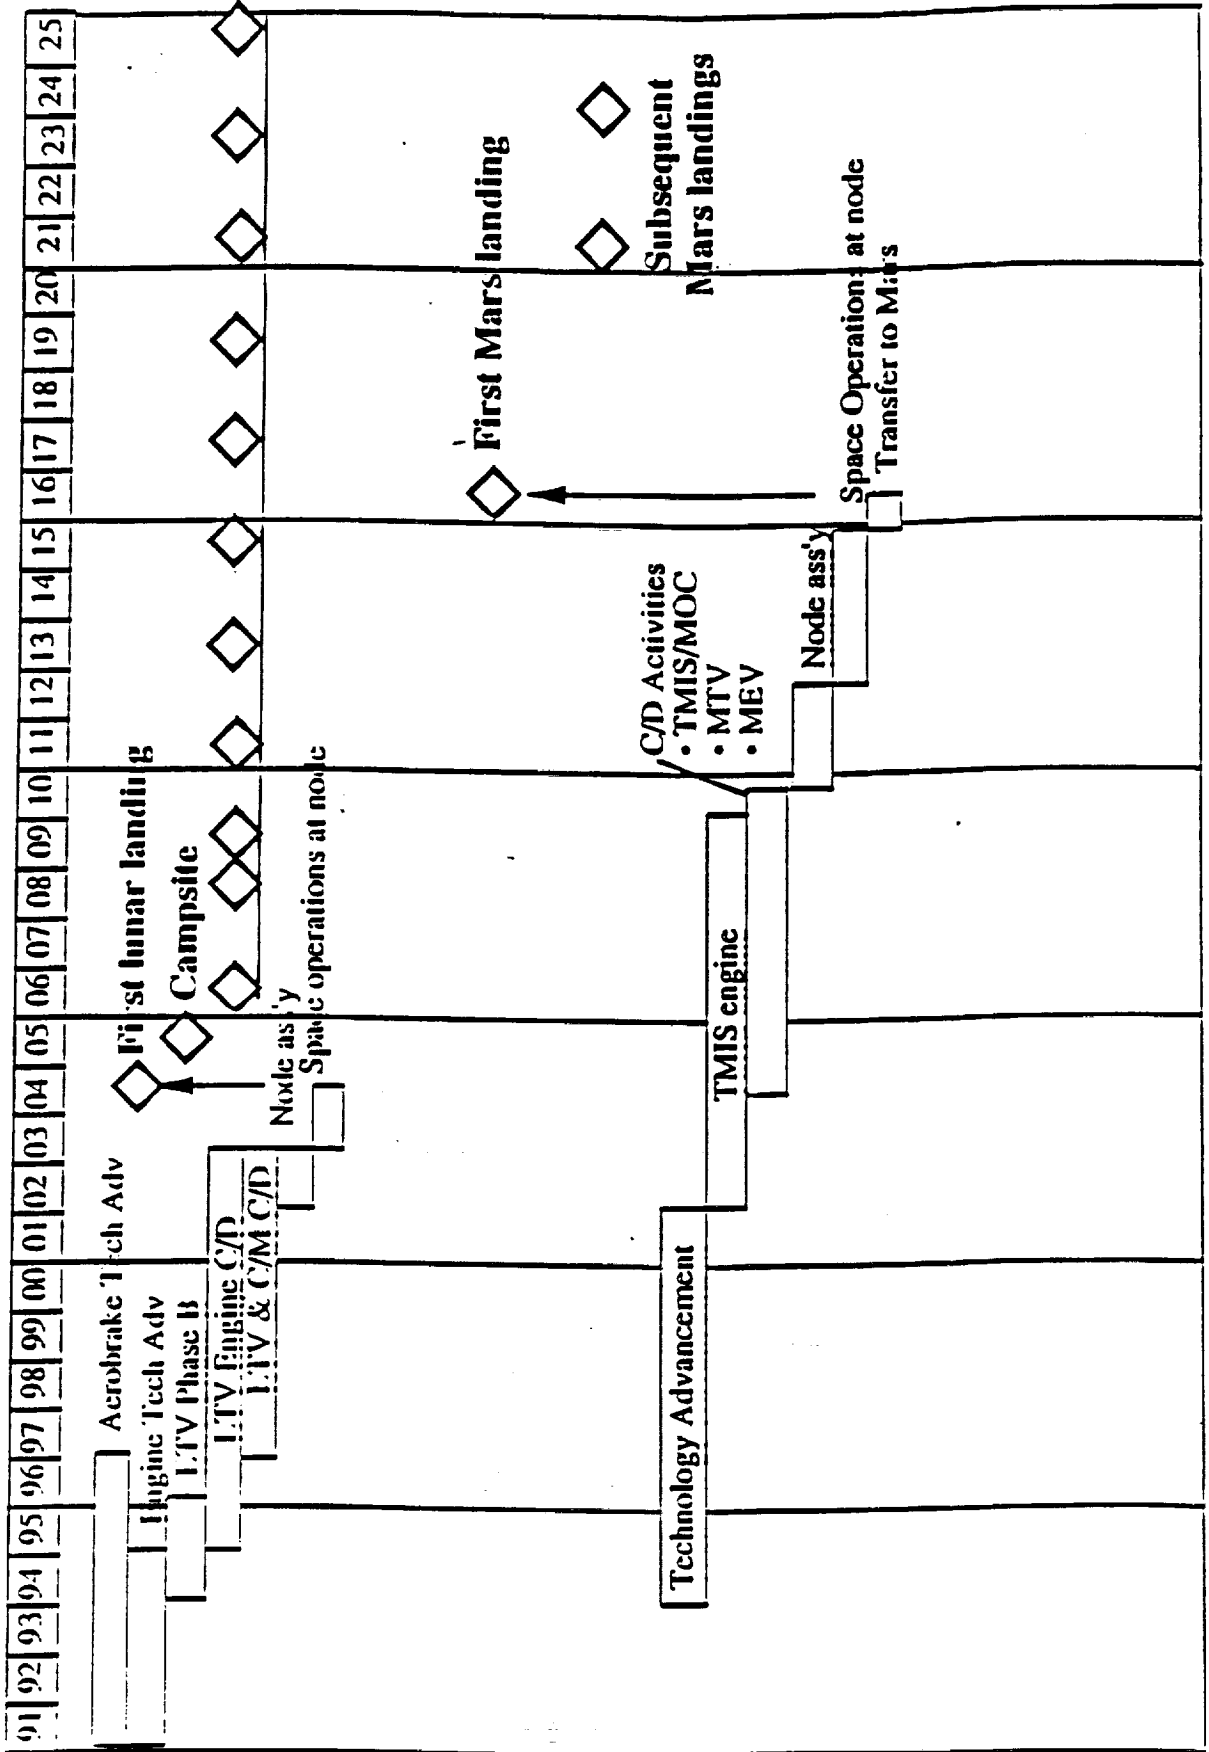 91 92 93 94 95 96 97 98 99 00 01 02 03 04 05 06 07 08 09 10 11 12 13 14 15 16 17 18 19 20 21 22 23 24 25
Aerobrake Tech Adv
First lunar landing
Engine Tech Adv
Campsite
LTV Phase B
LTV Engine C/D
LTV & C/M C/D
Node ass'y
Space operations at node
First Mars landing
Subsequent
Mars landings
Technology Advancement
TMIS engine
C/D Activities
• TMIS/MOC
• MTV
• MEV
Node ass'y
Space Operations at node
Transfer to Mars